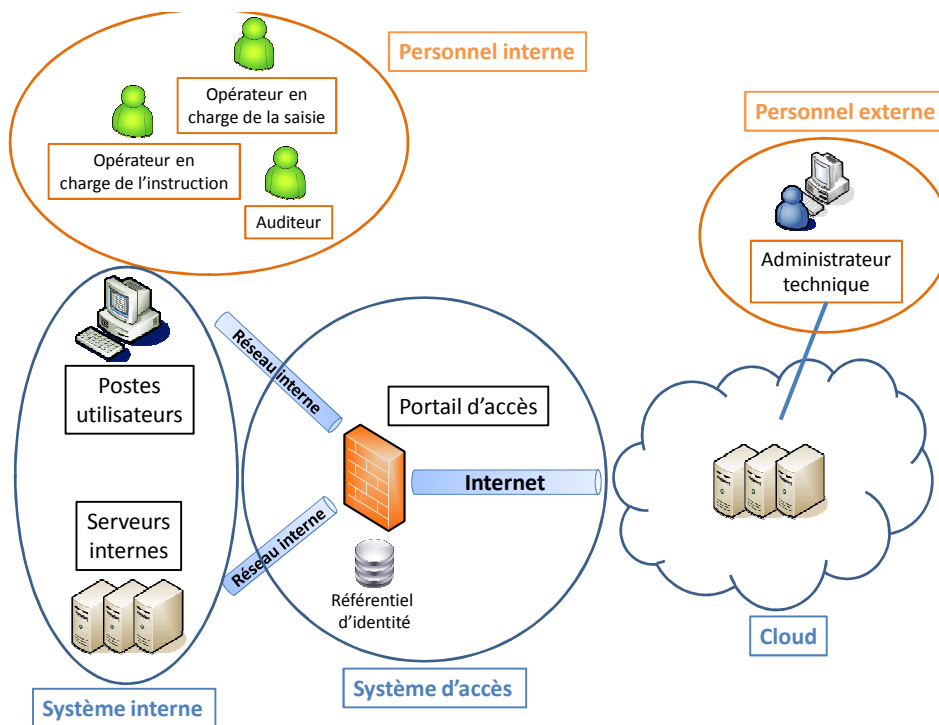 Personnel interne
Opérateur en
charge de la saisie
Opérateur en
charge de l'instruction
Auditeur
Personnel externe
Administrateur
technique
Postes
utilisateurs
Réseau interne
Portail d'accès
Internet
Serveurs
internes
Réseau interne
Référentiel
d'identité
Cloud
Système d'accès
Système interne